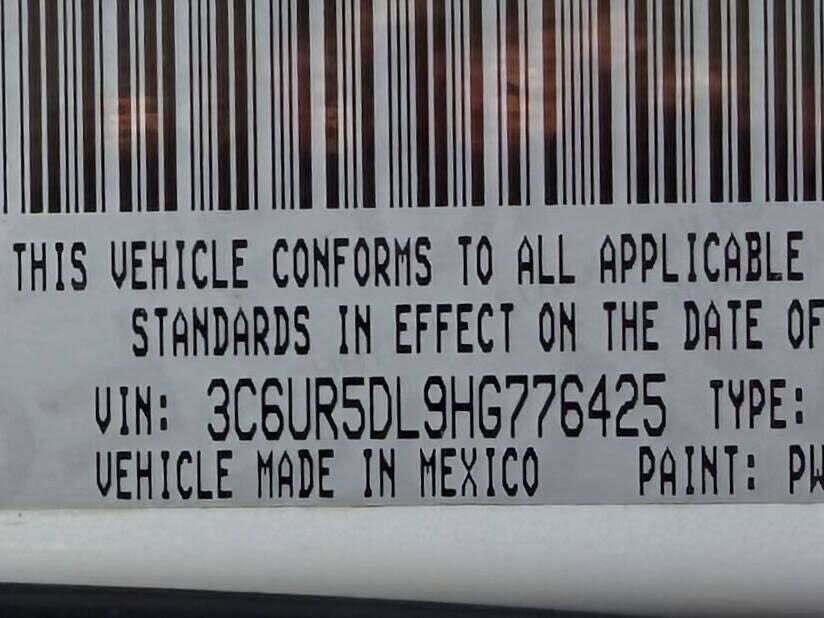 THIS VEHICLE CONFORMS TO ALL APPLICABLE
STANDARDS IN EFFECT ON THE DATE OF
VIN: 3C6UR5DL9HG776425 TYPE:
VEHICLE MADE IN MEXICO PAINT: PW